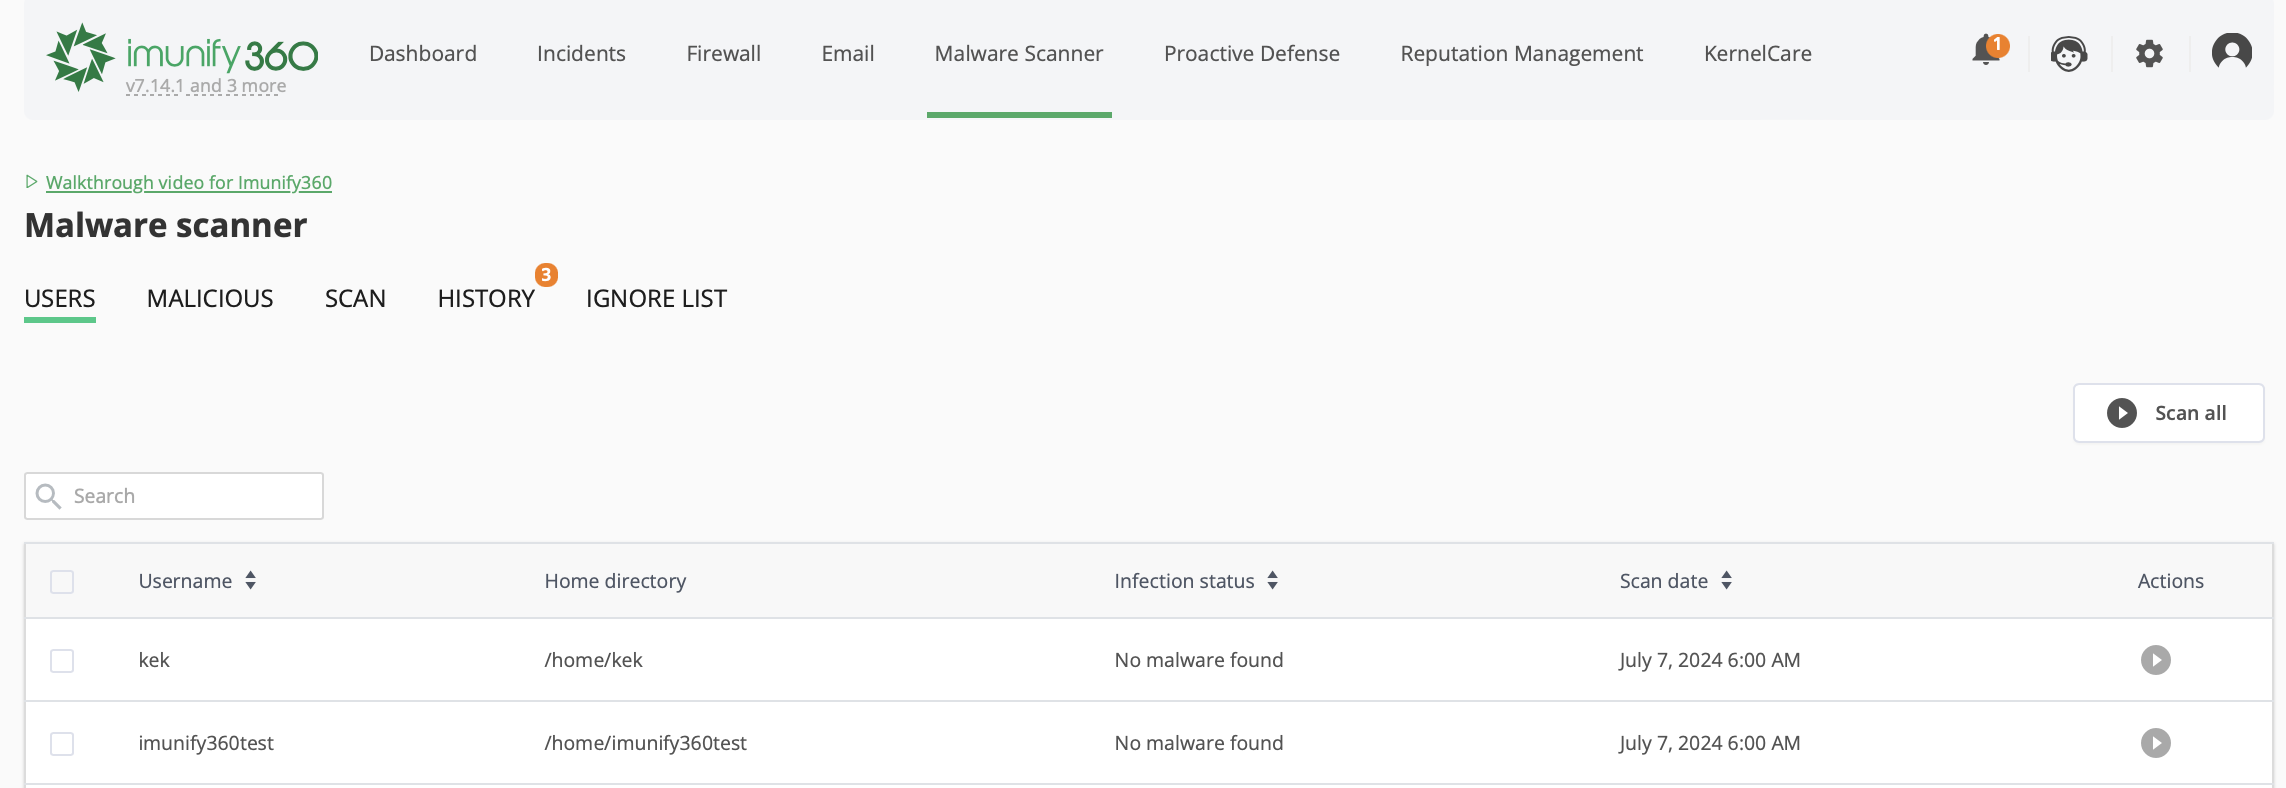 imunify360
v7.14.1 and 3 more
Dashboard
Incidents
Firewall
Email
Malware Scanner
Proactive Defense
Reputation Management
KernelCare
1
Walkthrough video for Imunify360
Malware scanner
USERS
MALICIOUS
SCAN
HISTORY
3
IGNORE LIST
Scan all
Search
Username
Home directory
Infection status
Scan date
Actions
kek
/home/kek
No malware found
July 7, 2024 6:00 AM
imunify360test
/home/imunify360test
No malware found
July 7, 2024 6:00 AM